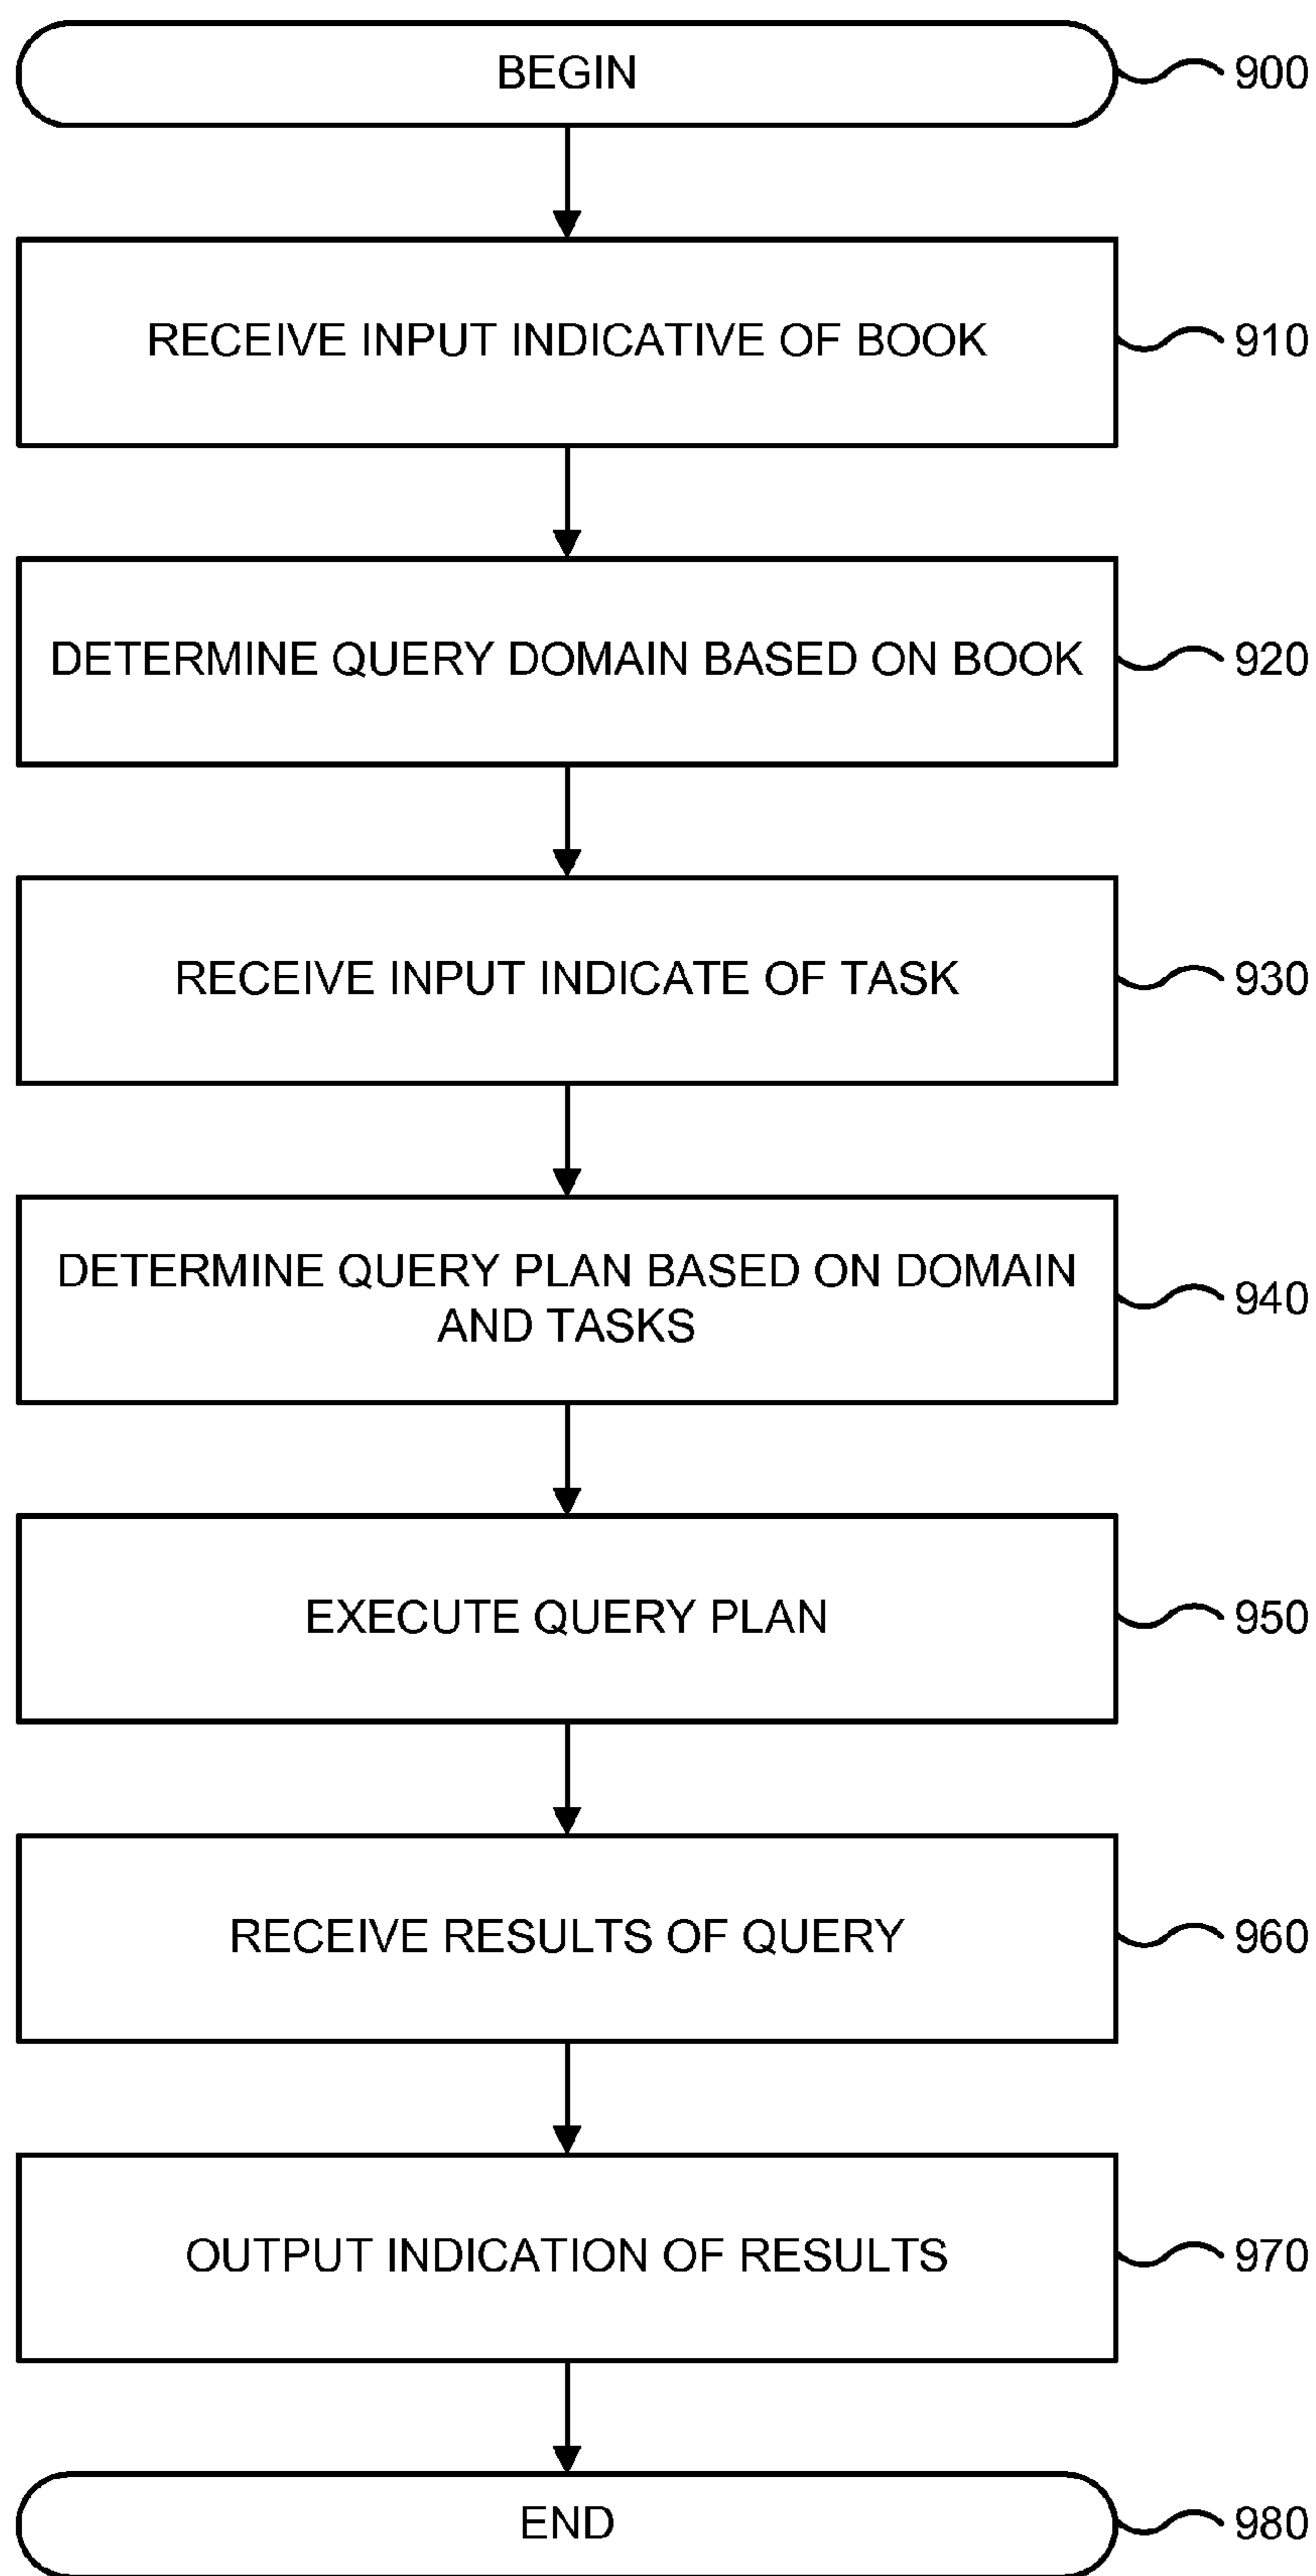 BEGIN
900
RECEIVE INPUT INDICATIVE OF BOOK
910
DETERMINE QUERY DOMAIN BASED ON BOOK
920
RECEIVE INPUT INDICATE OF TASK
930
DETERMINE QUERY PLAN BASED ON DOMAIN
AND TASKS
940
EXECUTE QUERY PLAN
950
RECEIVE RESULTS OF QUERY
960
OUTPUT INDICATION OF RESULTS
970
END
980